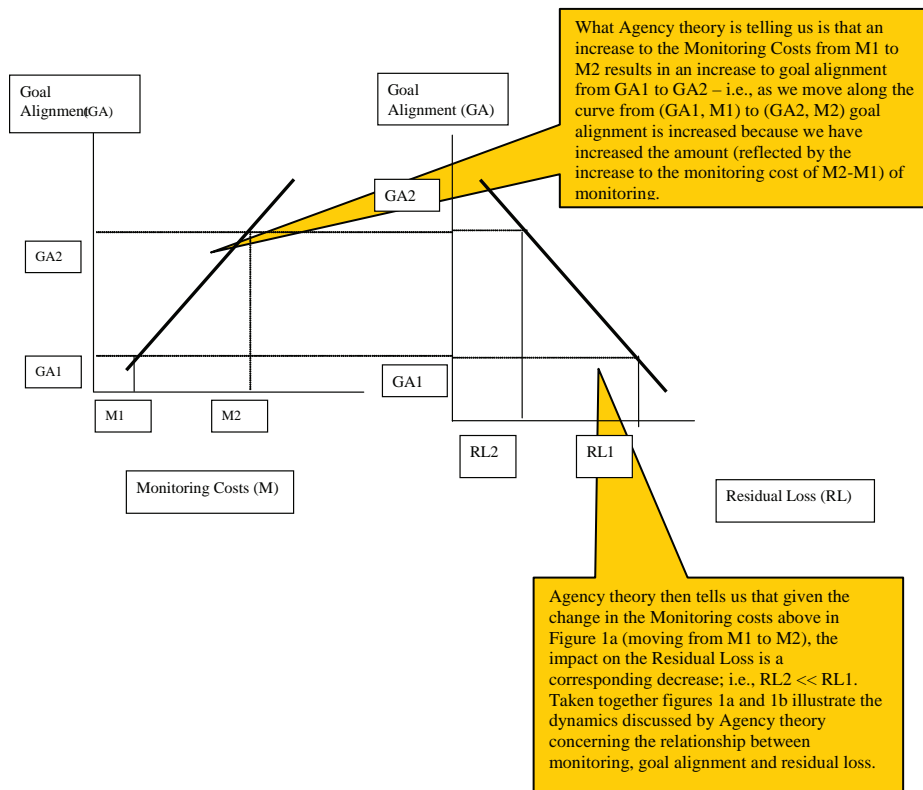 What Agency theory is telling us is that an
increase to the Monitoring Costs from M1 to
M2 results in an increase to goal alignment
from GA1 to GA2 – i.e., as we move along the
curve from (GA1, M1) to (GA2, M2) goal
alignment is increased because we have
increased the amount (reflected by the
increase to the monitoring cost of M2-M1) of
monitoring.
Goal
Alignment(GA)
Goal
Alignment (GA)
GA2
GA2
GA1
GA1
M1
M2
RL2
RL1
Monitoring Costs (M)
Residual Loss (RL)
Agency theory then tells us that given the
change in the Monitoring costs above in
Figure 1a (moving from M1 to M2), the
impact on the Residual Loss is a
corresponding decrease; i.e., RL2 << RL1.
Taken together figures 1a and 1b illustrate the
dynamics discussed by Agency theory
concerning the relationship between
monitoring, goal alignment and residual loss.